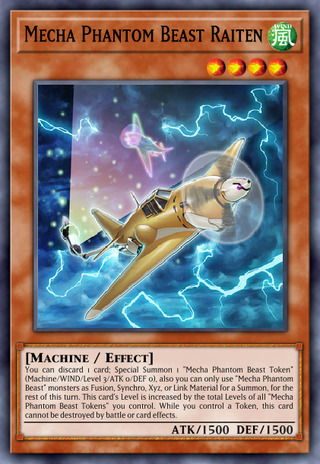 Mecha Phantom Beast Raiten
WIND
風
[Machine / Effect]
You can discard 1 card; Special Summon 1 "Mecha Phantom Beast Token"
(Machine/WIND/Level 3/ATK 0/DEF 0), also you can only use "Mecha Phantom
Beast" monsters as Fusion, Synchro, Xyz, or Link Material for a Summon, for the
rest of this turn. This card's Level is increased by the total Levels of all "Mecha
Phantom Beast Tokens" you control. While you control a Token, this card
cannot be destroyed by battle or card effects.
ATK/1500 DEF/1500